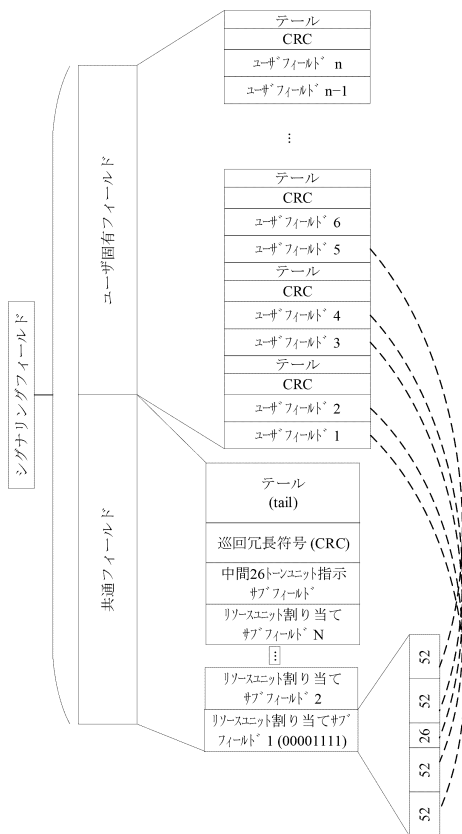 シグナリングフィールド
共通フィールド
ユーザ固有フィールド
テール
CRC
ユーザフィールド n
ユーザフィールド n−1
...
テール
CRC
ユーザフィールド 6
ユーザフィールド 5
テール
CRC
ユーザフィールド 4
ユーザフィールド 3
テール
CRC
ユーザフィールド 2
ユーザフィールド 1
テール
(tail)
巡回冗長符号 (CRC)
中間26トーンユニット指示
サブフィールド
リソースユニット割り当て
サブフィールド N
...
リソースユニット割り当て
サブフィールド 2
リソースユニット割り当てサブ
フィールド 1 (00001111)
52
52
26
52
52